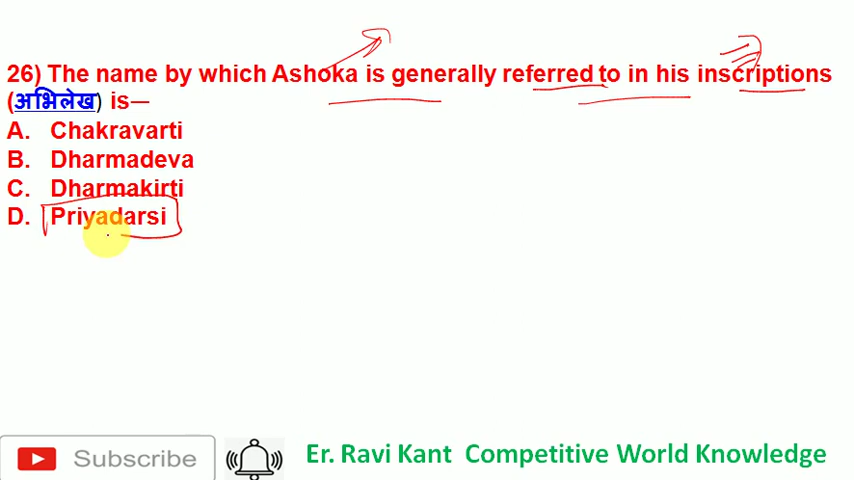 26) The name by which Ashoka is generally referred to in his inscriptions
(अभिलेख) is—
A. Chakravarti
B. Dharmadeva
C. Dharmakirti
D. Priyadarsi
Subscribe
Er. Ravi Kant Competitive World Knowledge